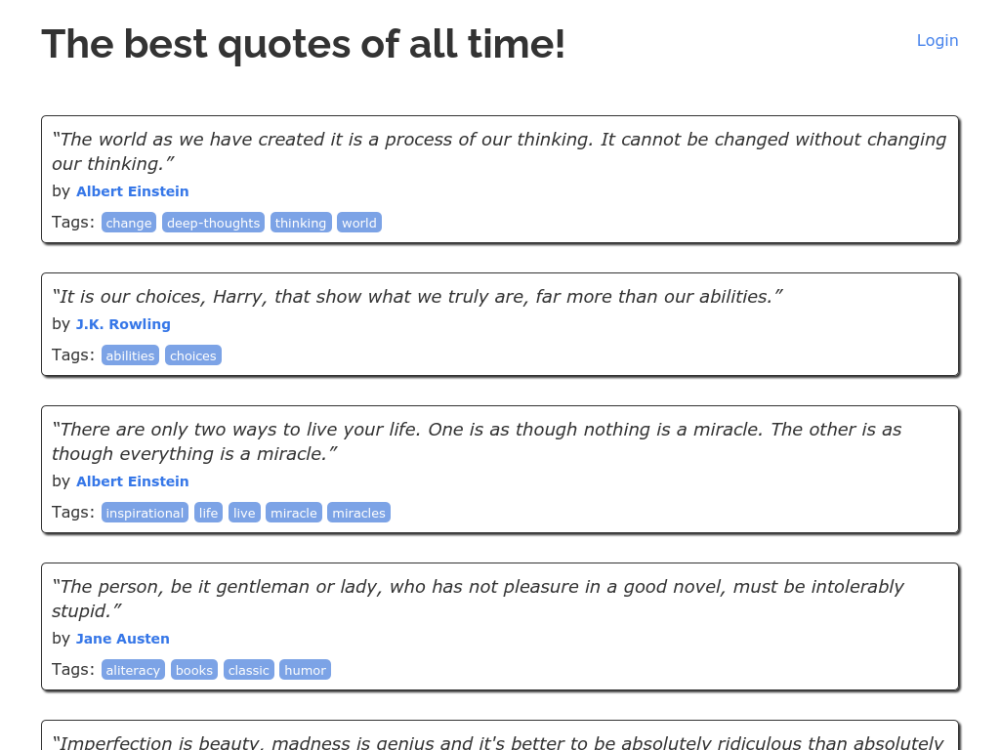 The best quotes of all time!
Login
“The world as we have created it is a process of our thinking. It cannot be changed without changing
our thinking.”
by Albert Einstein
Tags: change deep-thoughts thinking world
“It is our choices, Harry, that show what we truly are, far more than our abilities.”
by J.K. Rowling
Tags: abilities choices
“There are only two ways to live your life. One is as though nothing is a miracle. The other is as
though everything is a miracle.”
by Albert Einstein
Tags: inspirational life live miracle miracles
“The person, be it gentleman or lady, who has not pleasure in a good novel, must be intolerably
stupid.”
by Jane Austen
Tags: aliteracy books classic humor
“Imperfection is beauty, madness is genius and it's better to be absolutely ridiculous than absolutely